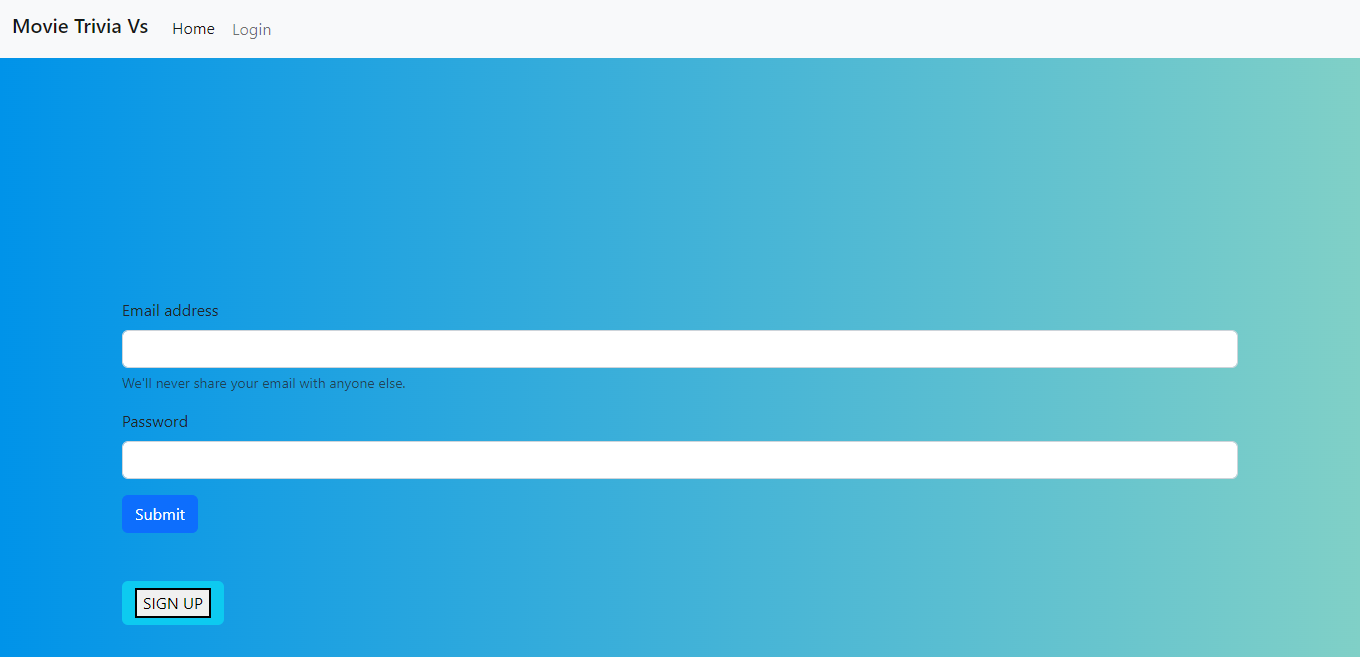 Movie Trivia Vs Home Login
Email address
We'll never share your email with anyone else.
Password
Submit
SIGN UP